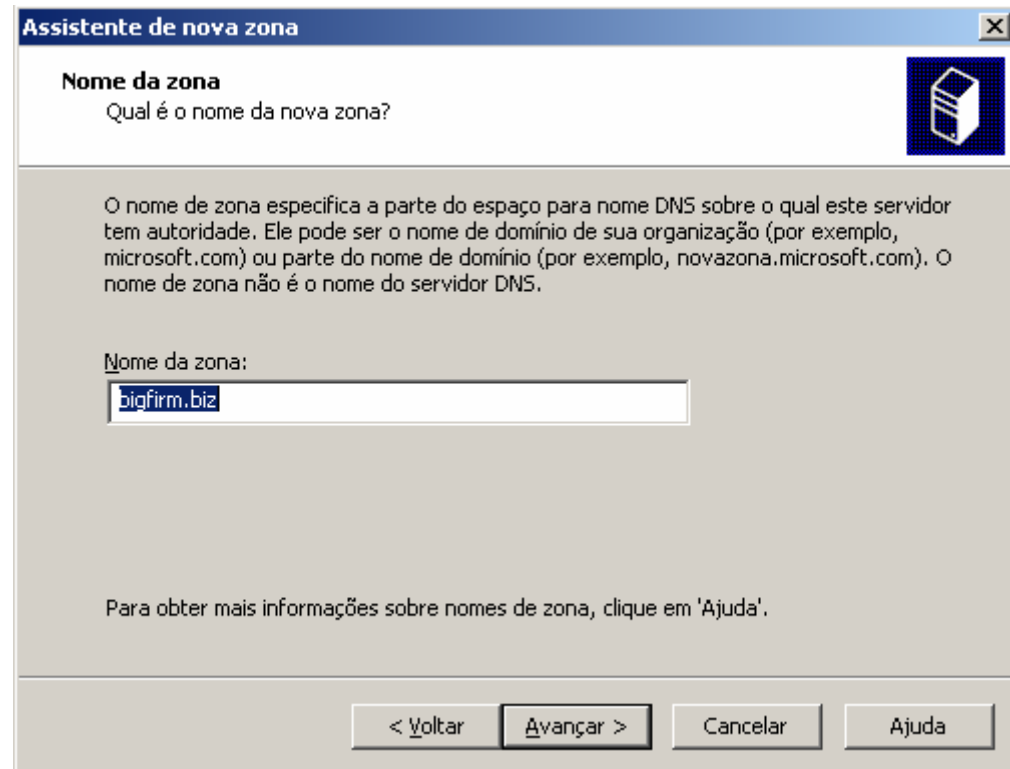 Assistente de nova zona
Nome da zona
Qual é o nome da nova zona?
O nome de zona especifica a parte do espaço para nome DNS sobre o qual este servidor
tem autoridade. Ele pode ser o nome de domínio de sua organização (por exemplo,
microsoft.com) ou parte do nome de domínio (por exemplo, novazona.microsoft.com). O
nome de zona não é o nome do servidor DNS.
Nome da zona:
bigfirm.biz
Para obter mais informações sobre nomes de zona, clique em 'Ajuda'.
< Voltar Avançar > Cancelar Ajuda